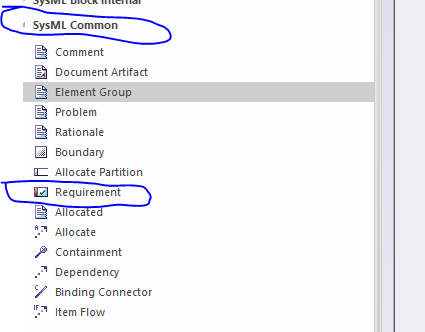 SysML Block Internal
SysML Common
Comment
Document Artifact
Element Group
Problem
Rationale
Boundary
Allocate Partition
Requirement
Allocated
Allocate
Containment
Dependency
Binding Connector
Item Flow